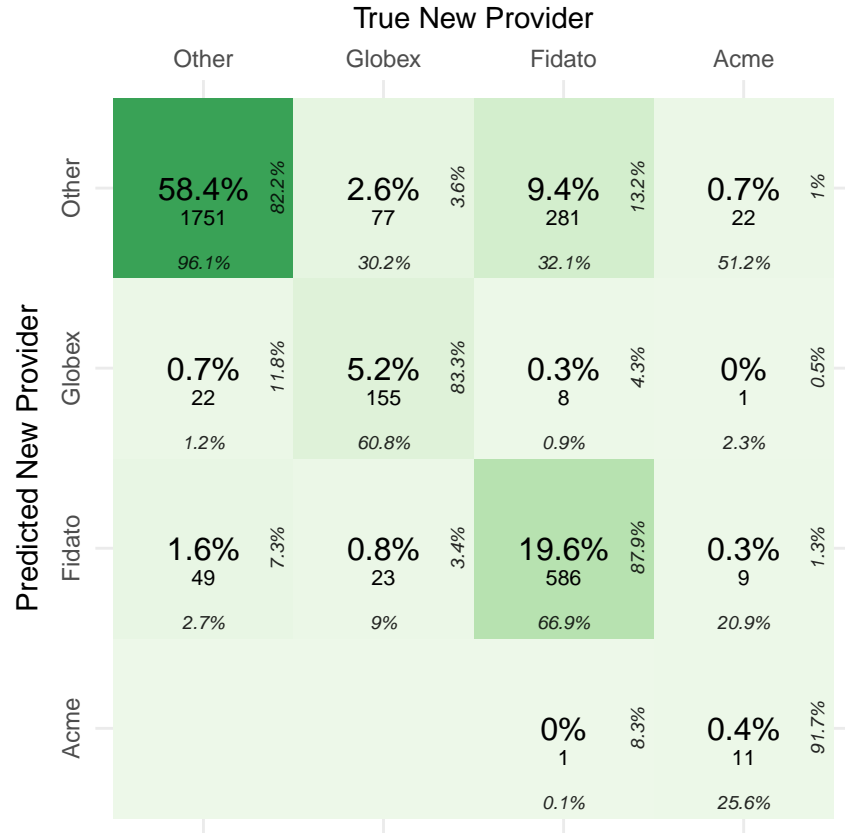 True New Provider
Other Globex Fidato Acme
Predicted New Provider
Other
58.4% 82.2% 2.6% 3.6% 9.4% 13.2% 0.7% 1%
1751 77 281 22
96.1% 30.2% 32.1% 51.2%
Globex
0.7% 11.8% 5.2% 83.3% 0.3% 4.3% 0% 0.5%
22 155 8 1
1.2% 60.8% 0.9% 2.3%
Fidato
1.6% 7.3% 0.8% 3.4% 19.6% 87.9% 0.3% 1.3%
49 23 586 9
2.7% 9% 66.9% 20.9%
Acme
0% 8.3% 0.4% 91.7%
1 11
0.1% 25.6%